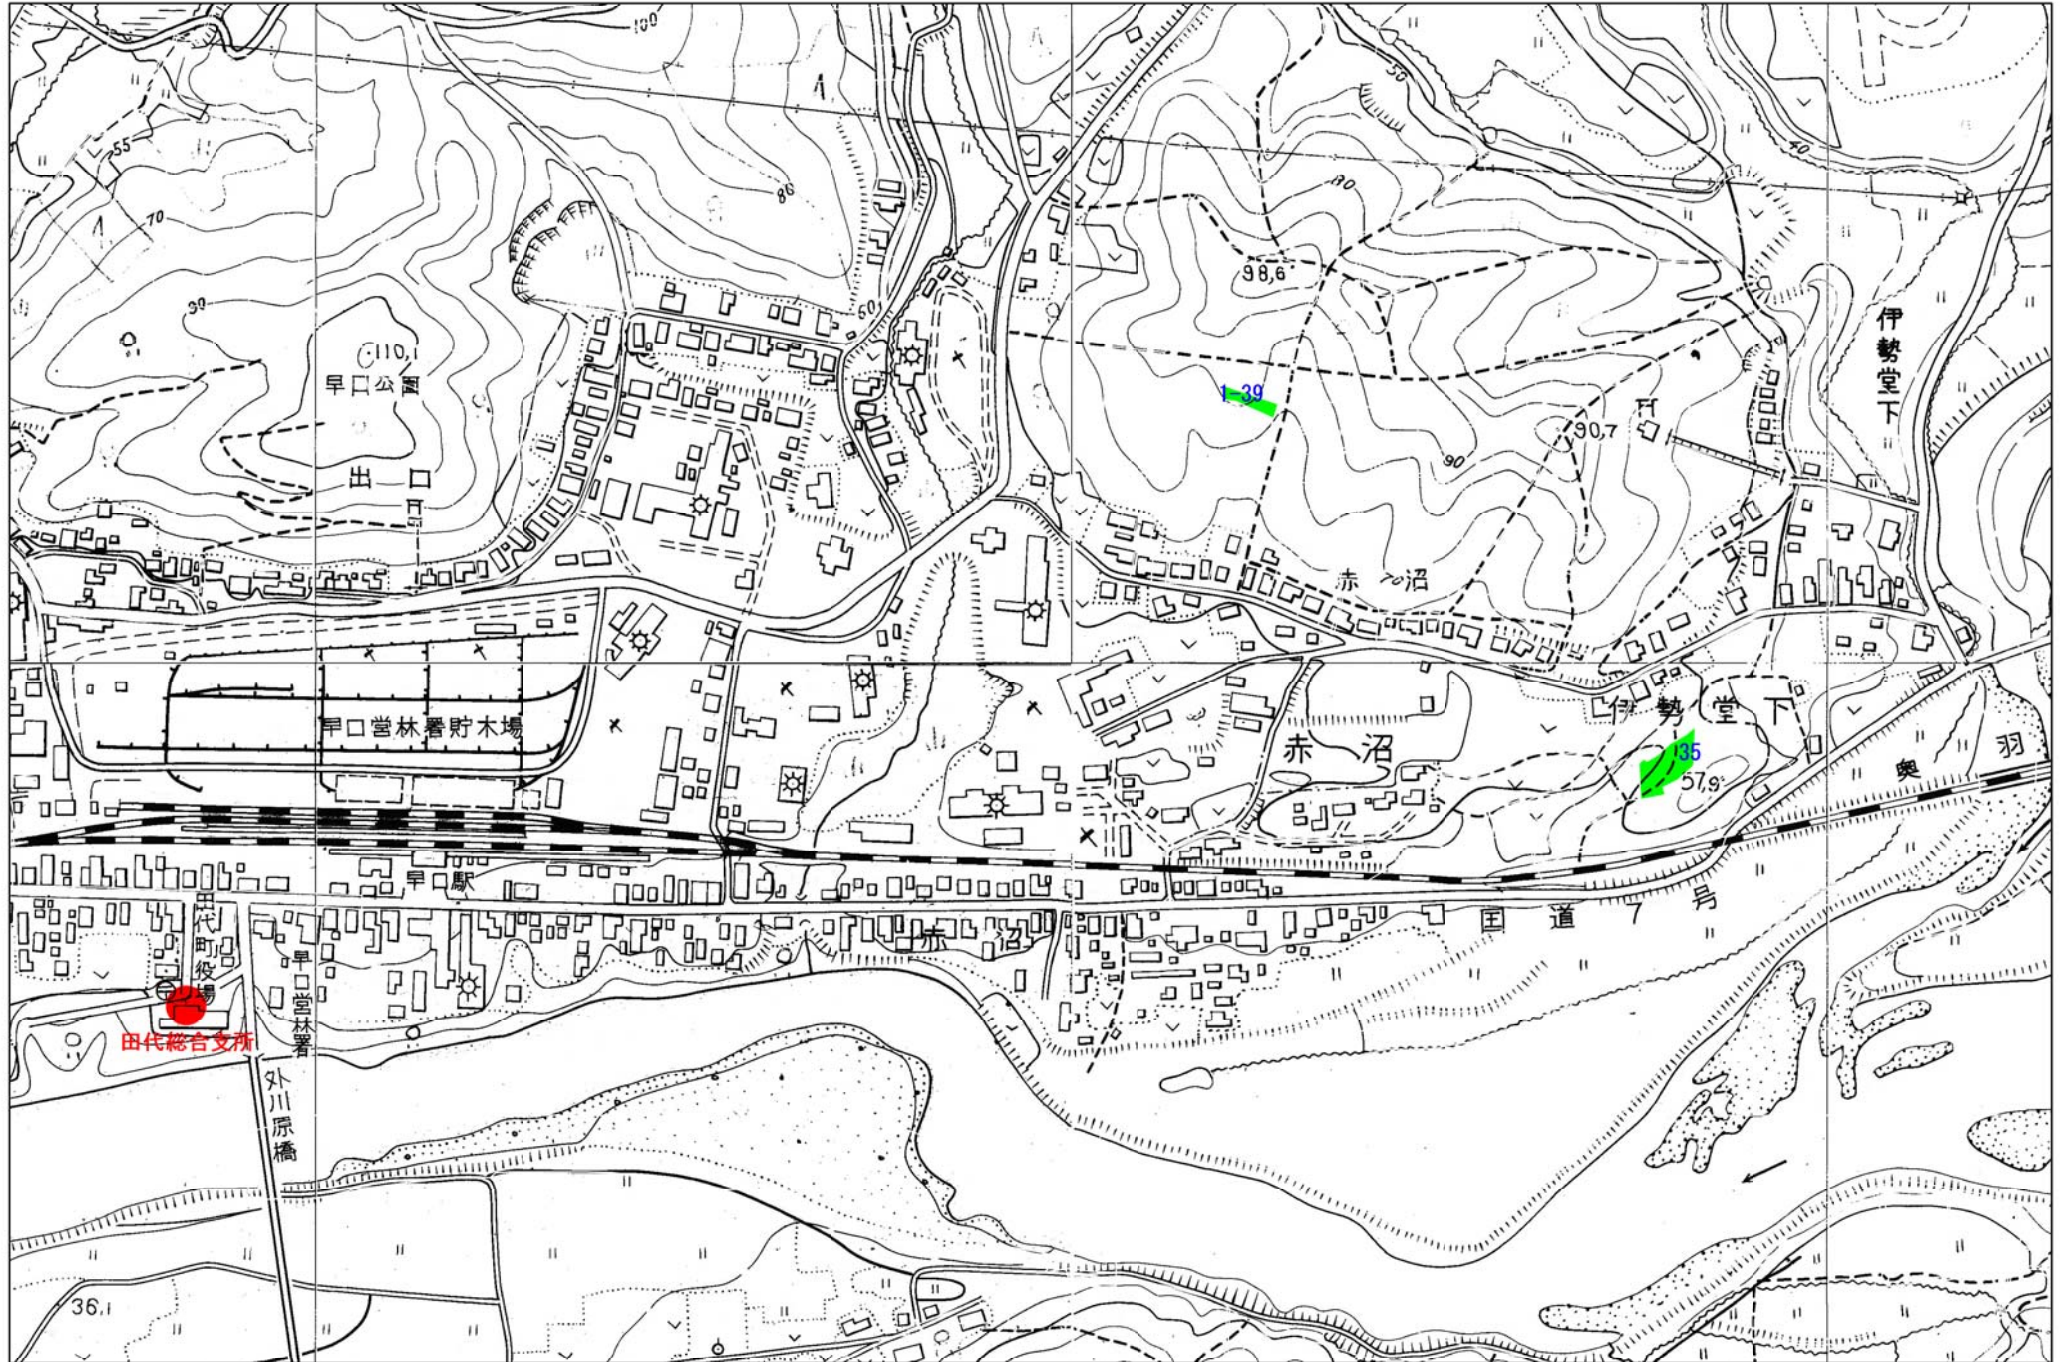 100
50
55
40
80
80
70
98.6
60
90
伊勢堂下
110.1
早口公園
1-39
90.7
90
出口
赤沼
70
伊勢堂下
早口営林署貯木場
赤沼
35
57.9
奥羽
早口駅
国道7号
田代町役場
赤沼
早口営林署
田代総合支所
外川原橋
36.1